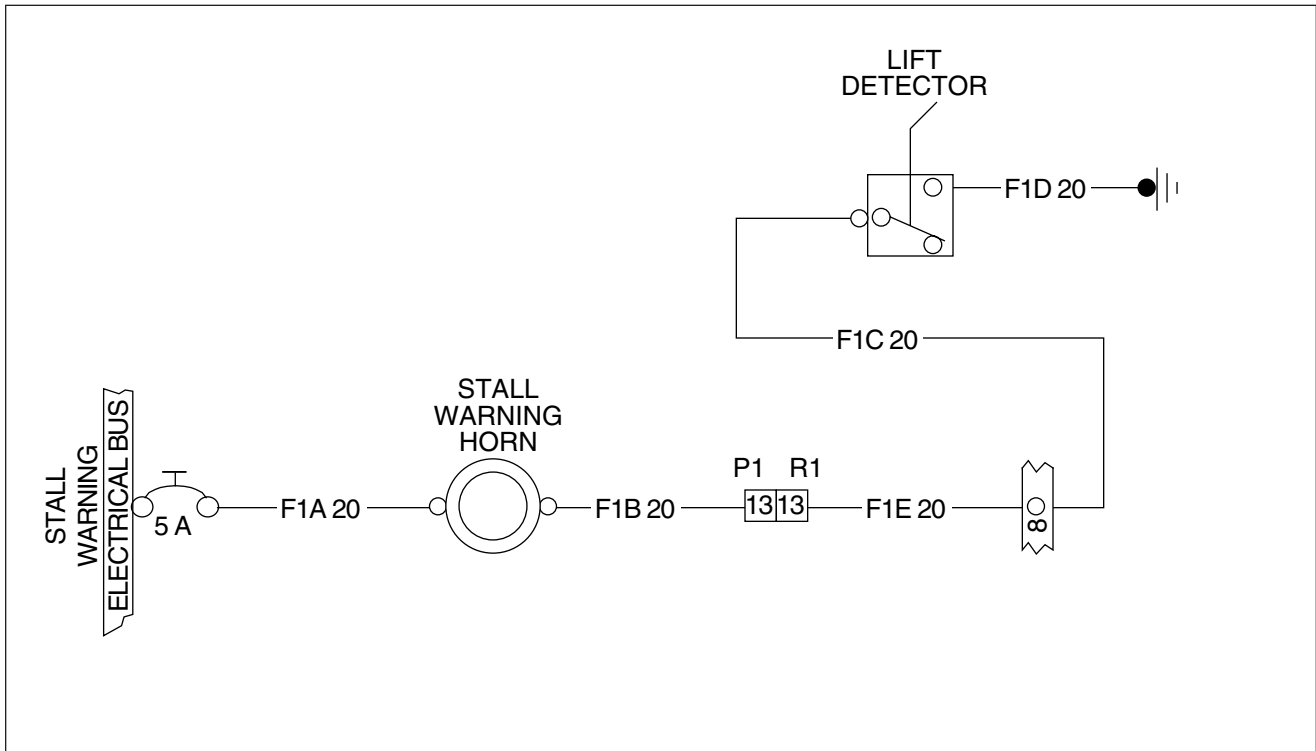 LIFT
DETECTOR
F1D 20
F1C 20
STALL
WARNING
HORN
P1 R1
STALL
WARNING
ELECTRICAL BUS
5 A
F1A 20
F1B 20
13 13
F1E 20
8